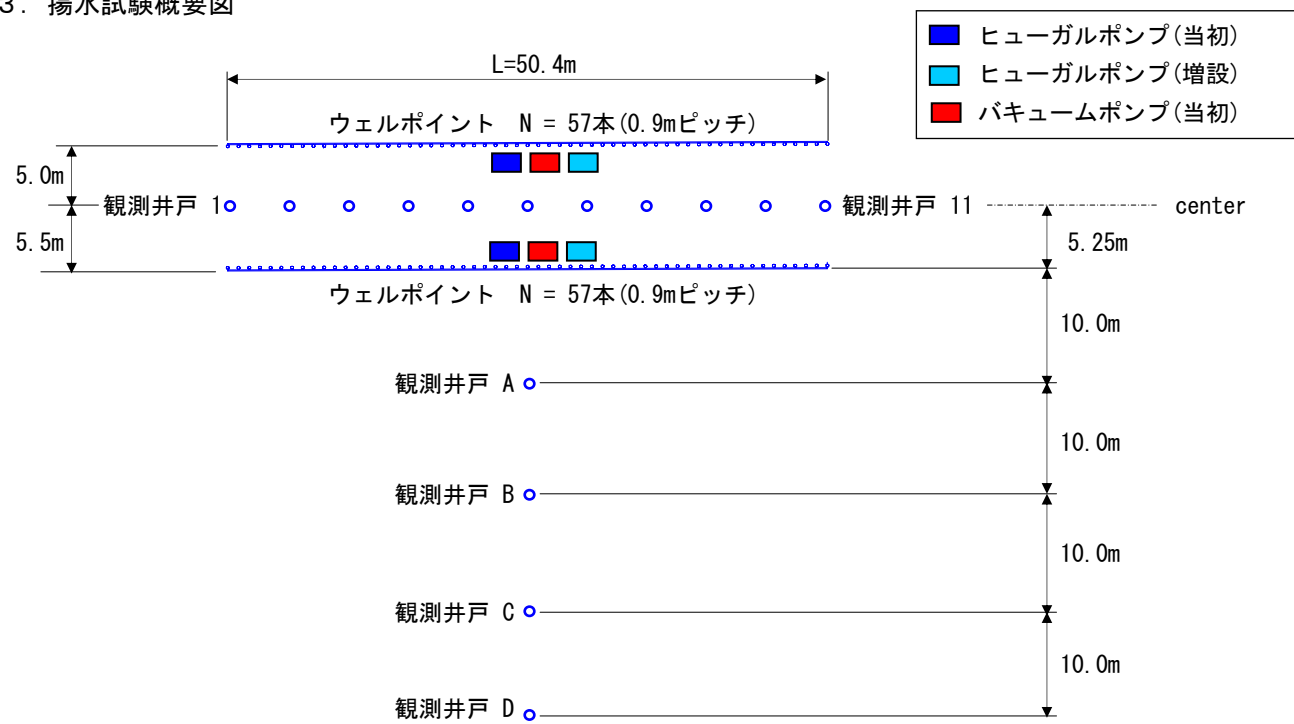 3. 揚水試験概要図
ヒューガルポンプ(当初)
ヒューガルポンプ(増設)
バキュームポンプ(当初)
L=50.4m
ウェルポイント N = 57本(0.9mピッチ)
5.0m
観測井戸 1
観測井戸 11
center
5.5m
5.25m
ウェルポイント N = 57本(0.9mピッチ)
10.0m
観測井戸 A
10.0m
観測井戸 B
10.0m
観測井戸 C
10.0m
観測井戸 D